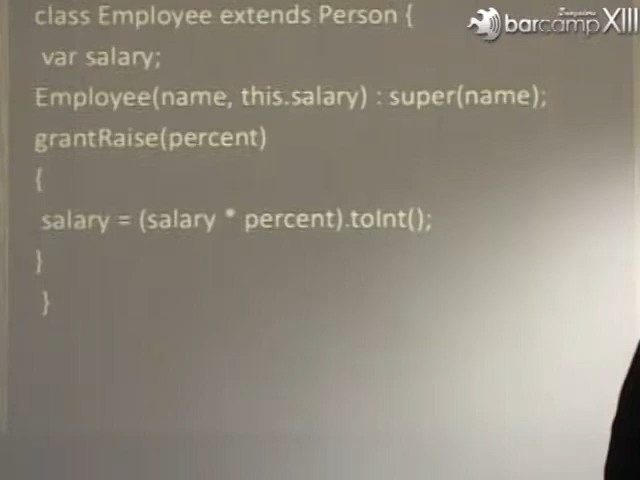 class Employee extends Person {
var salary;
Employee(name, this.salary) : super(name);
grantRaise(percent)
{
salary = (salary * percent).toInt();
}
}
barcamp XIII